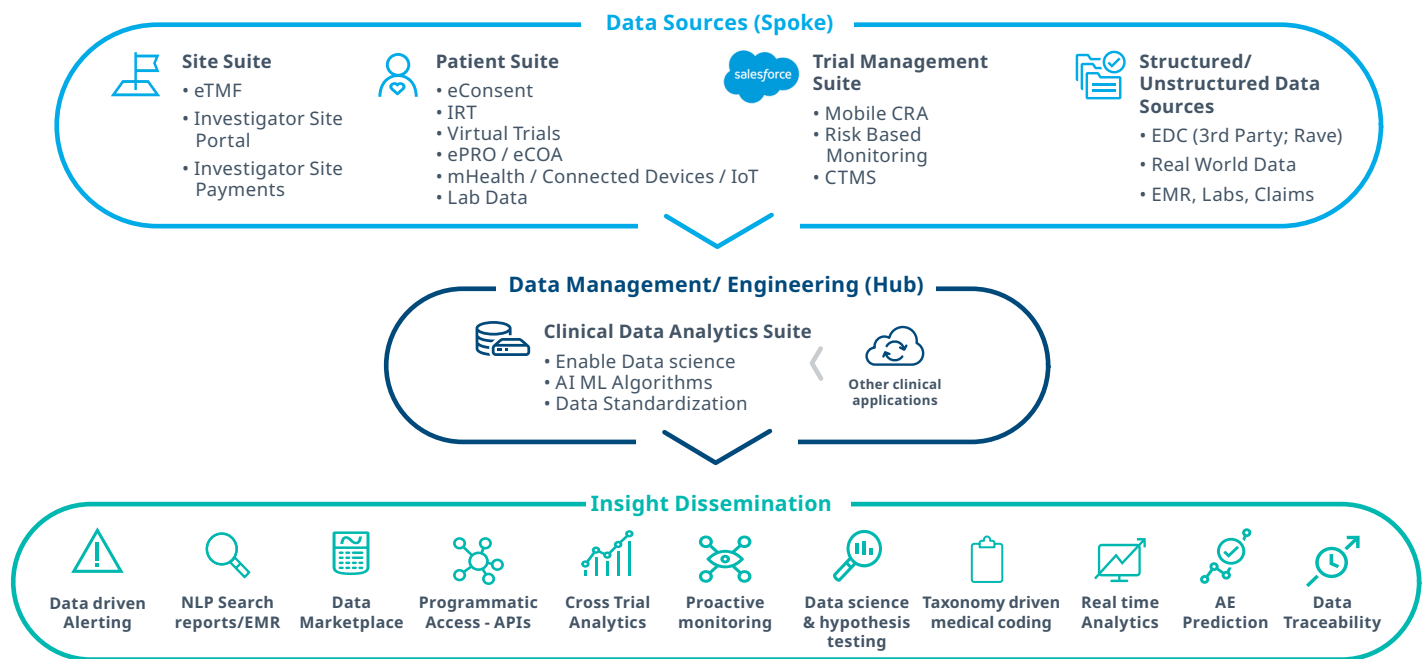 Data Sources (Spoke)
Site Suite
• eTMF
• Investigator Site
Portal
• Investigator Site
Payments
Patient Suite
• eConsent
• IRT
• Virtual Trials
• ePRO / eCOA
• mHealth / Connected Devices / IoT
• Lab Data
salesforce
Trial Management
Suite
• Mobile CRA
• Risk Based
Monitoring
• CTMS
Structured/
Unstructured Data
Sources
• EDC (3rd Party; Rave)
• Real World Data
• EMR, Labs, Claims
Data Management/ Engineering (Hub)
Clinical Data Analytics Suite
• Enable Data science
• AI ML Algorithms
• Data Standardization
Other clinical
applications
Insight Dissemination
Data driven
Alerting
NLP Search
reports/EMR
Data
Marketplace
Programmatic
Access - APIs
Cross Trial
Analytics
Proactive
monitoring
Data science
& hypothesis
testing
Taxonomy driven
medical coding
Real time
Analytics
AE
Prediction
Data
Traceability